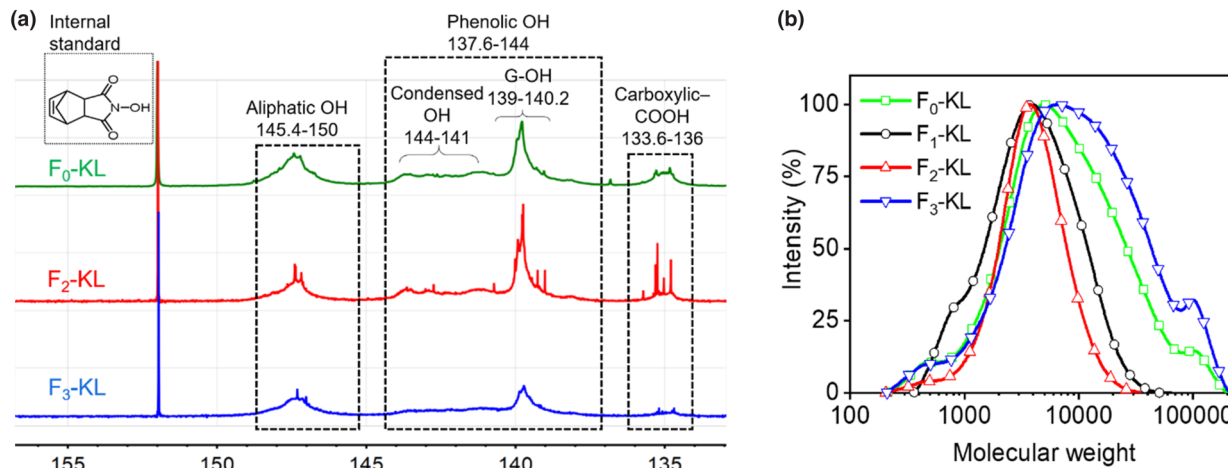 (a)
Internal
standard
O
N
OH
O
Phenolic OH
137.6-144
Aliphatic OH
145.4-150
Condensed
OH
144-141
G-OH
139-140.2
Carboxylic–
COOH
133.6-136
F₀-KL
F₂-KL
F₃-KL
155
150
145
140
135
(b)
Intensity (%)
100
75
50
25
0
F₀-KL
F₁-KL
F₂-KL
F₃-KL
100
1000
10000
100000
Molecular weight